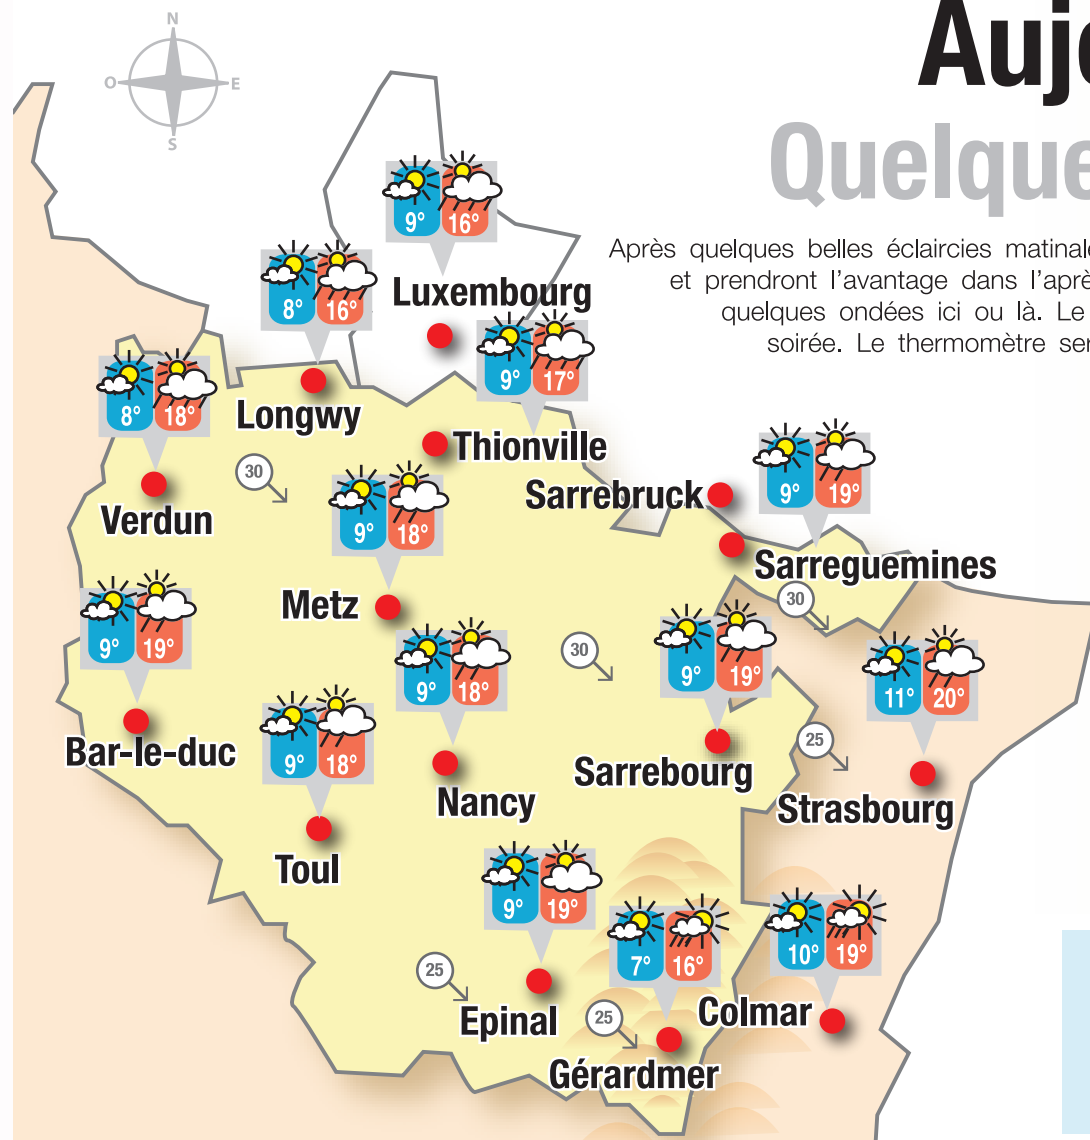 N
O
E
S
Auj
Quelque
Après quelques belles éclaircies
et prendront l'avantage dans
quelques ondées ici ou là. Le
soirée. Le thermomètre
9° 16°
Luxembourg
8° 16°
Longwy
9° 17°
Thionville
8° 18°
Verdun
30
9° 18°
Metz
Sarrebruck
9° 19°
Sarreguemines
30
9° 19°
Bar-le-duc
9° 18°
Nancy
30
9° 19°
Sarrebourg
11° 20°
Strasbourg
25
9° 18°
Toul
9° 19°
Epinal
25
7° 16°
Gérardmer
25
10° 19°
Colmar